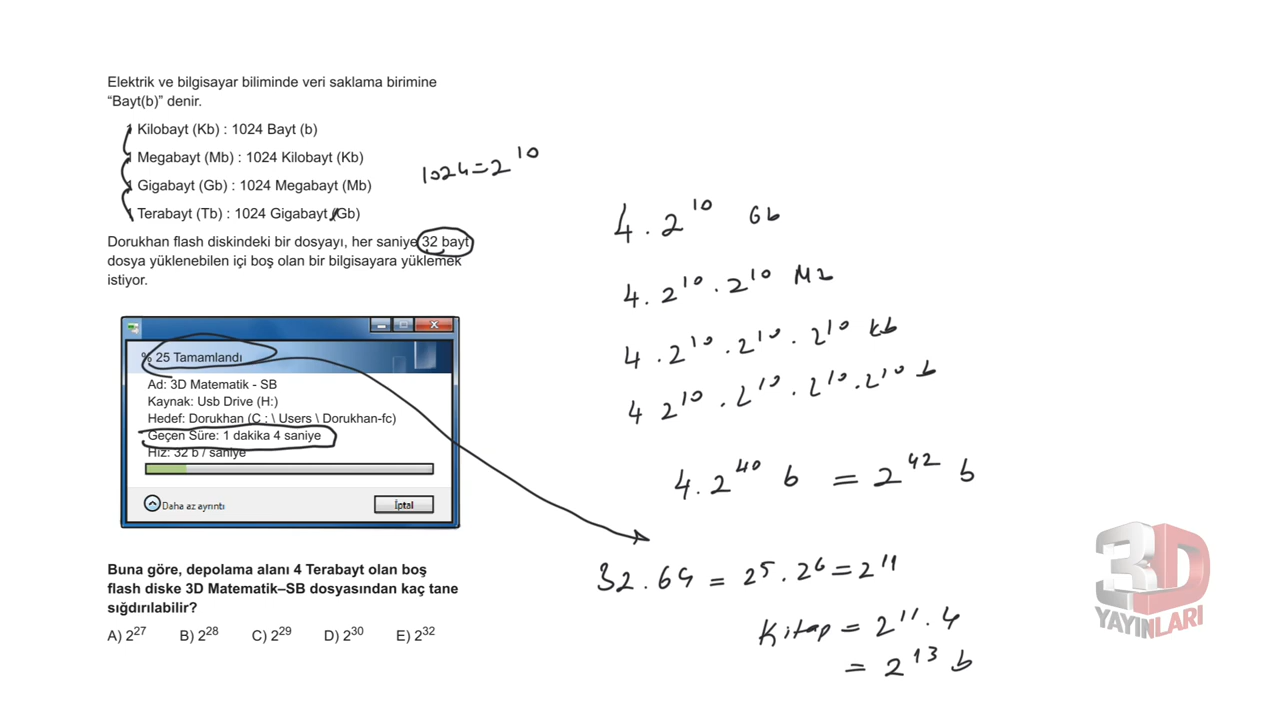 Elektrik ve bilgisayar biliminde veri saklama birimine
“Bayt(b)” denir.
1 Kilobayt (Kb) : 1024 Bayt (b)
1 Megabayt (Mb) : 1024 Kilobayt (Kb)
1 Gigabayt (Gb) : 1024 Megabayt (Mb)
1 Terabayt (Tb) : 1024 Gigabayt (Gb)
1024=2^10
Dorukhan flash diskindeki bir dosyayı, her saniye 32 bayt
dosya yüklenebilen içi boş olan bir bilgisayara yüklemek
istiyor.
% 25 Tamamlandı
Ad: 3D Matematik - SB
Kaynak: Usb Drive (H:)
Hedef: Dorukhan (C : \ Users \ Dorukhan-fc)
Geçen Süre: 1 dakika 4 saniye
Hız: 32 b / saniye
Daha az ayrıntı
İptal
Buna göre, depolama alanı 4 Terabayt olan boş
flash diske 3D Matematik–SB dosyasından kaç tane
sığdırılabilir?
A) 2^27 B) 2^28 C) 2^29 D) 2^30 E) 2^32
4 . 2^10 Gb
4 . 2^10 . 2^10 Mb
4 . 2^10 . 2^10 . 2^10 kb
4 2^10 . 2^10 . 2^10 . 2^10 b
4 . 2^40 b = 2^42 b
32 . 64 = 2^5 . 2^6 = 2^11
Kitap = 2^11 . 4
= 2^13 b
3D
YAYINLARI